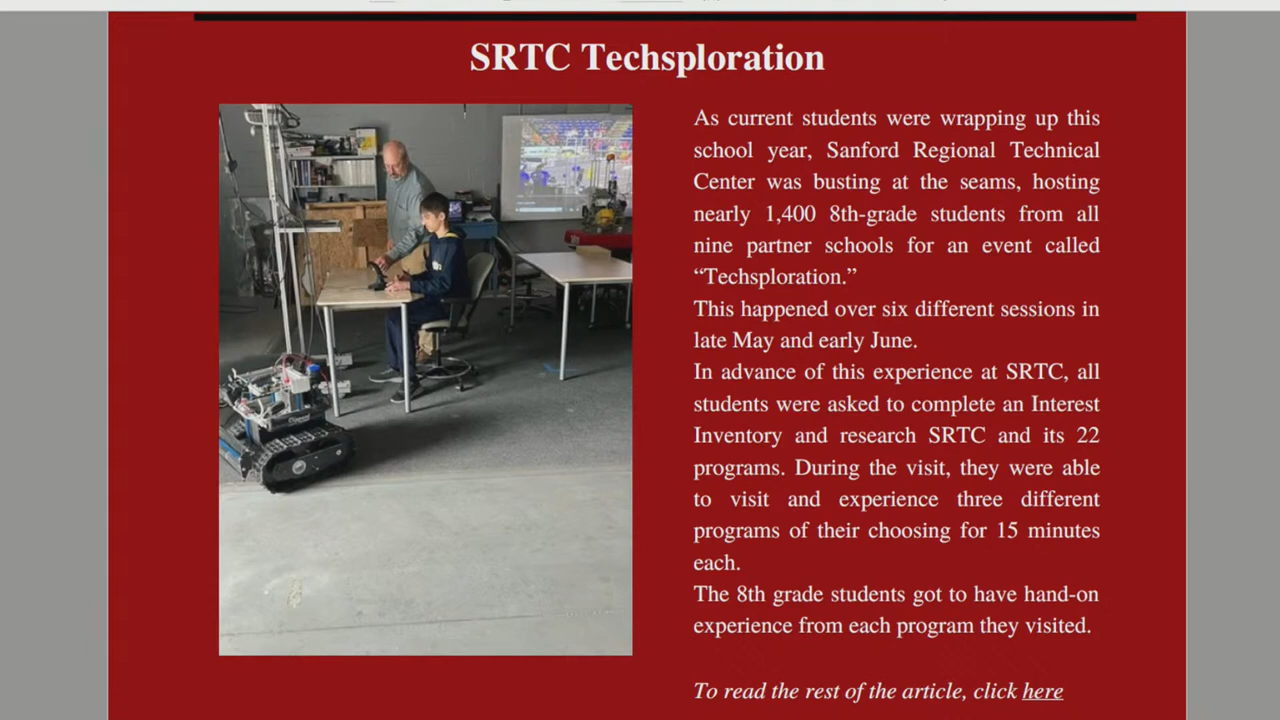 SRTC Techsploration
As current students were wrapping up this
school year, Sanford Regional Technical
Center was busting at the seams, hosting
nearly 1,400 8th-grade students from all
nine partner schools for an event called
“Techsploration.”
This happened over six different sessions in
late May and early June.
In advance of this experience at SRTC, all
students were asked to complete an Interest
Inventory and research SRTC and its 22
programs. During the visit, they were able
to visit and experience three different
programs of their choosing for 15 minutes
each.
The 8th grade students got to have hand-on
experience from each program they visited.
To read the rest of the article, click here